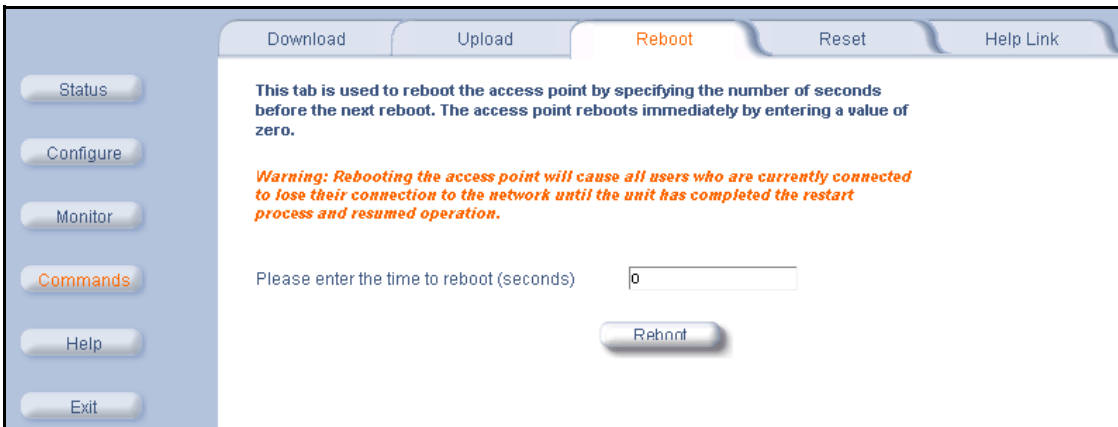 Download Upload Reboot Reset Help Link
Status
Configure
Monitor
Commands
Help
Exit
This tab is used to reboot the access point by specifying the number of seconds
before the next reboot. The access point reboots immediately by entering a value of
zero.
Warning: Rebooting the access point will cause all users who are currently connected
to lose their connection to the network until the unit has completed the restart
process and resumed operation.
Please enter the time to reboot (seconds) 0
Reboot